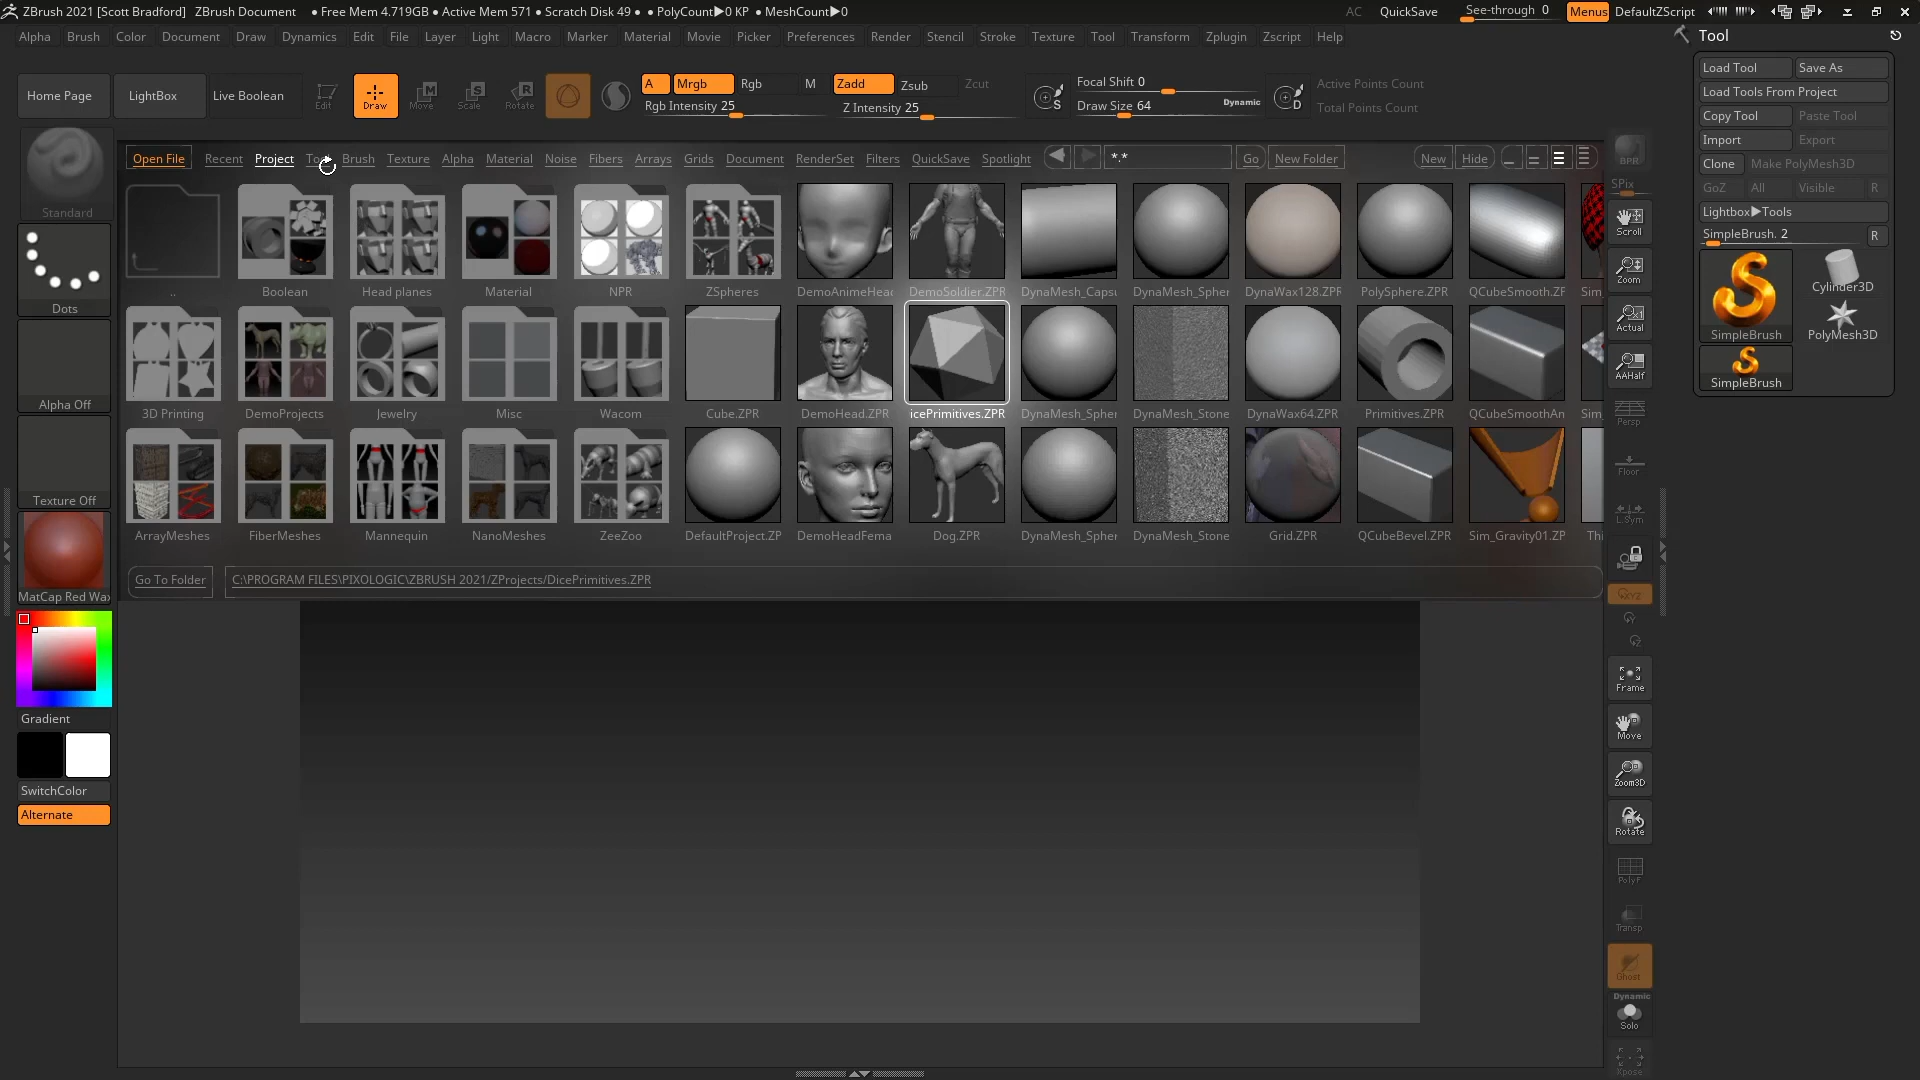 ZBrush 2021 [Scott Bradford] ZBrush Document • Free Mem 4.719GB • Active Mem 571 • Scratch Disk 49 • • PolyCount▶0 KP • MeshCount▶0 AC QuickSave See-through 0 Menus DefaultZScript
Alpha Brush Color Document Draw Dynamics Edit File Layer Light Macro Marker Material Movie Picker Preferences Render Stencil Stroke Texture Tool Transform Zplugin Zscript Help
Tool
Load Tool Save As
Load Tools From Project
Copy Tool Paste Tool
Import Export
Clone Make PolyMesh3D
GoZ All Visible R
Lightbox▶Tools
SimpleBrush. 2 R
SimpleBrush
Cylinder3D
PolyMesh3D
SimpleBrush
Home Page LightBox Live Boolean
Edit Draw Move Scale Rotate
A Mrgb Rgb M
Rgb Intensity 25
Zadd Zsub Zcut
Z Intensity 25
Focal Shift 0
Draw Size 64 Dynamic
S D
Active Points Count
Total Points Count
Open File Recent Project Brush Texture Alpha Material Noise Fibers Arrays Grids Document RenderSet Filters QuickSave Spotlight *.* Go New Folder New Hide
.. Boolean Head planes Material NPR ZSpheres DemoAnimeHea DemoSoldier.ZPR DynaMesh_Capsu DynaMesh_Spher DynaWax128.ZPR PolySphere.ZPR QCubeSmooth.ZF Sim_
3D Printing DemoProjects Jewelry Misc Wacom Cube.ZPR DemoHead.ZPR icePrimitives.ZPR DynaMesh_Spher DynaMesh_Stone DynaWax64.ZPR Primitives.ZPR QCubeSmoothAn Sim_
ArrayMeshes FiberMeshes Mannequin NanoMeshes ZeeZoo DefaultProject.ZP DemoHeadFema Dog.ZPR DynaMesh_Spher DynaMesh_Stone Grid.ZPR QCubeBevel.ZPR Sim_Gravity01.ZP Thi
Go To Folder C:\PROGRAM FILES\PIXOLOGIC\ZBRUSH 2021/ZProjects/DicePrimitives.ZPR
Standard
Dots
Alpha Off
Texture Off
MatCap Red Wax
Gradient
SwitchColor
Alternate
BPR
SPix
Scroll
Zoom
Actual
AAHalf
Persp
Floor
L.Sym
XYZ
Frame
Move
Zoom3D
Rotate
PolyF
Transp
Ghost
Dynamic
Solo
Xpose